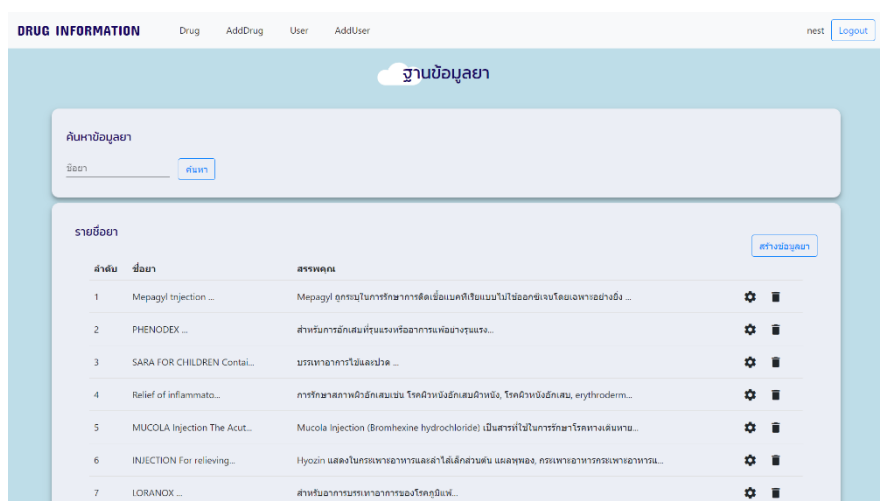 DRUG INFORMATION Drug AddDrug User AddUser nest Logout
ฐานข้อมูลยา
ค้นหาข้อมูลยา
ชื่อยา ค้นหา
รายชื่อยา
สร้างข้อมูลยา
ลำดับ ชื่อยา สรรพคุณ
1 Mepagyl Injection ... Mepagyl ถูกระบุในการรักษาการติดเชื้อแบคทีเรียแบบไม่ใช้ออกซิเจนโดยเฉพาะอย่างยิ่ง ...
2 PHENODEX ... สำหรับการอักเสบที่รุนแรงหรืออาการแพ้อย่างรุนแรง...
3 SARA FOR CHILDREN Contai... บรรเทาอาการไข้และปวด ...
4 Relief of inflammato... การรักษาสภาพผิวอักเสบเช่น โรคผิวหนังอักเสบผิวหนัง, โรคผิวหนังอักเสบ, erythroderm...
5 MUCOLA Injection The Acut... Mucola Injection (Bromhexine hydrochloride) เป็นสารที่ใช้ในการรักษาโรคทางเดินหาย...
6 INJECTION For relieving... Hyozin แสดงในกระเพาะอาหารและลำไส้เล็กส่วนต้น แผลพุพอง, กระเพาะอาหารกระเพาะอาหารแ...
7 LORANOX ... สำหรับอาการบรรเทาอาการของโรคภูมิแพ้...